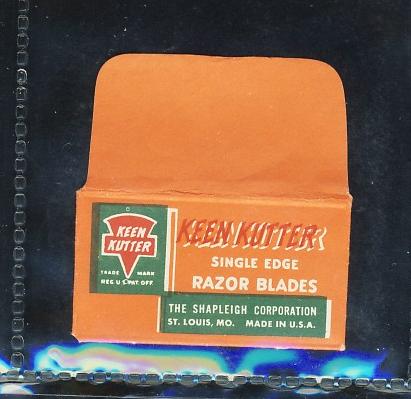 KEEN
KUTTER
TRADE MARK
REG. U.S. PAT. OFF.
KEEN KUTTER
SINGLE EDGE
RAZOR BLADES
THE SHAPLEIGH CORPORATION
ST. LOUIS, MO. MADE IN U.S.A.